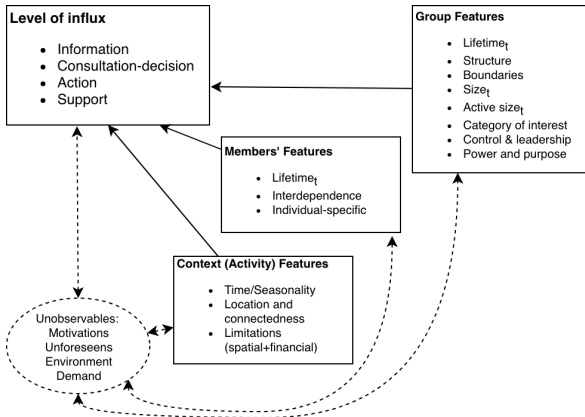 Level of influx
• Information
• Consultation-decision
• Action
• Support
Group Features
• Lifetime_t
• Structure
• Boundaries
• Size_t
• Active size_t
• Category of interest
• Control & leadership
• Power and purpose
Members' Features
• Lifetime_t
• Interdependence
• Individual-specific
Context (Activity) Features
• Time/Seasonality
• Location and
connectedness
• Limitations
(spatial+financial)
Unobservables:
Motivations
Unforeseens
Environment
Demand